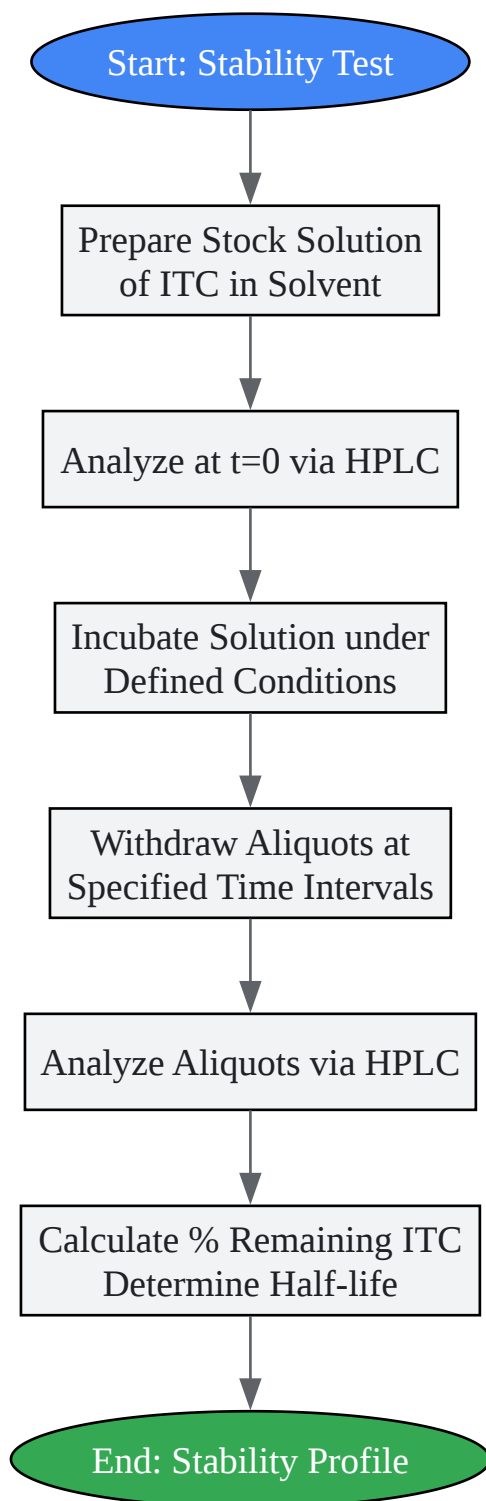 Start: Stability Test
Prepare Stock Solution
of ITC in Solvent
Analyze at t=0 via HPLC
Incubate Solution under
Defined Conditions
Withdraw Aliquots at
Specified Time Intervals
Analyze Aliquots via HPLC
Calculate % Remaining ITC
Determine Half-life
End: Stability Profile